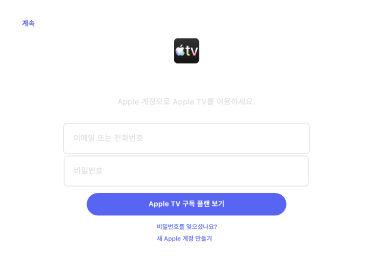 계속
tv
Apple 계정으로 Apple TV를 이용하세요.
이메일 또는 전화번호
비밀번호
Apple TV 구독 플랜 보기
비밀번호를 잊으셨나요?
새 Apple 계정 만들기